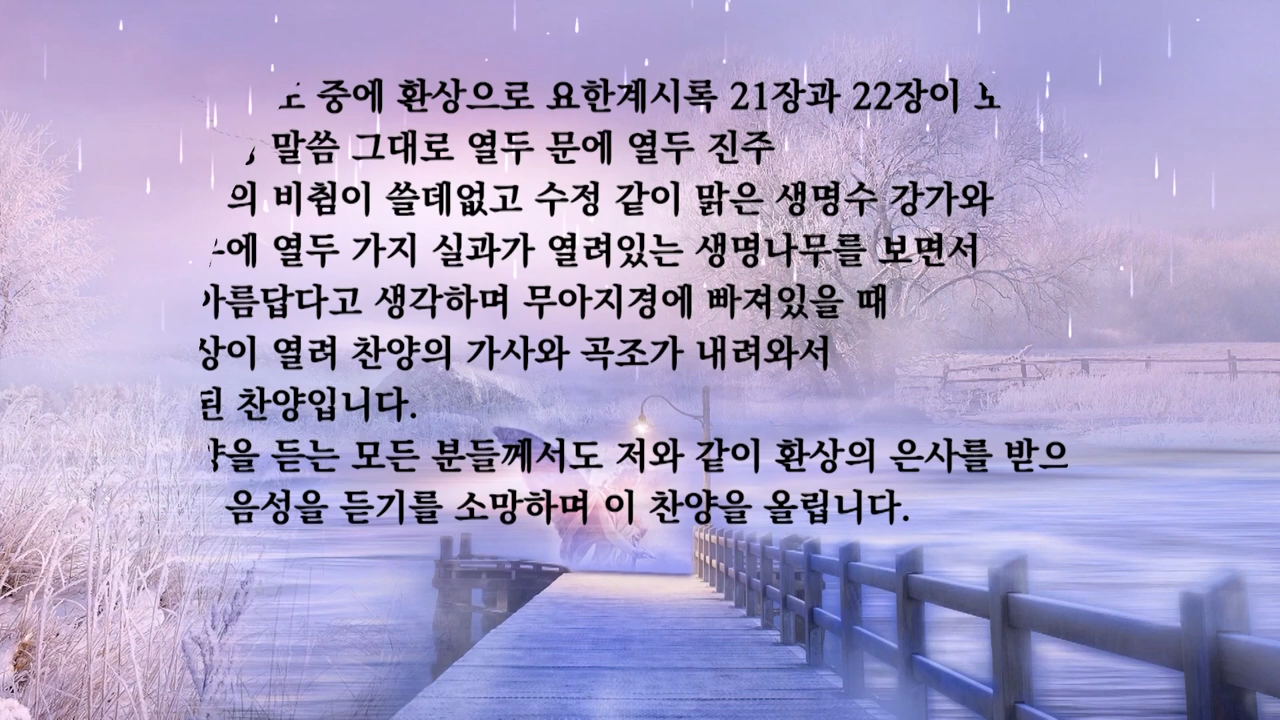 중에 환상으로 요한계시록 21장과 22장이
말씀 그대로 열두 문에 열두 진주
의 비침이 쓸데없고 수정 같이 맑은 생명수 강가와
에 열두 가지 실과가 열려있는 생명나무를 보면서
아름답다고 생각하며 무아지경에 빠져있을 때
상이 열려 찬양의 가사와 곡조가 내려와서
된 찬양입니다.
양을 듣는 모든 분들께서도 저와 같이 환상의 은사를 받으
음성을 듣기를 소망하며 이 찬양을 올립니다.